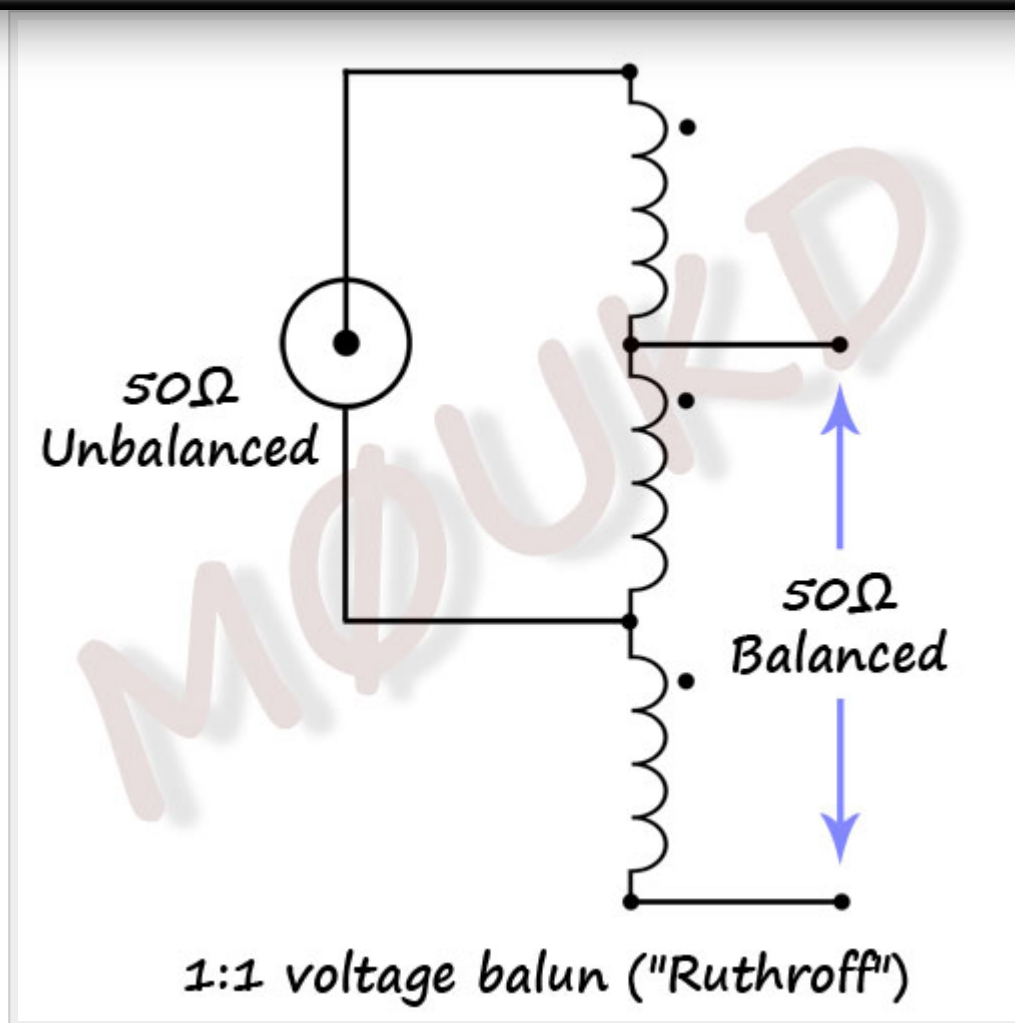 50Ω
Unbalanced
MØUKD
50Ω
Balanced
1:1 voltage balun ("Ruthroff")